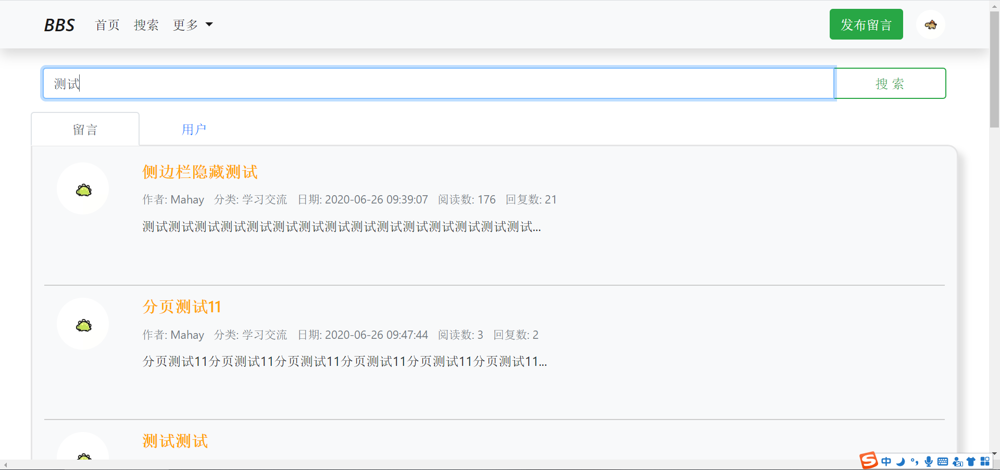 BBS 首页 搜索 更多 发布留言
测试 搜 索
留言 用户
侧边栏隐藏测试
作者: Mahay 分类: 学习交流 日期: 2020-06-26 09:39:07 阅读数: 176 回复数: 21
测试测试测试测试测试测试测试测试测试测试测试测试测试测试测试...
分页测试11
作者: Mahay 分类: 学习交流 日期: 2020-06-26 09:47:44 阅读数: 3 回复数: 2
分页测试11分页测试11分页测试11分页测试11分页测试11分页测试11...
测试测试
S 中